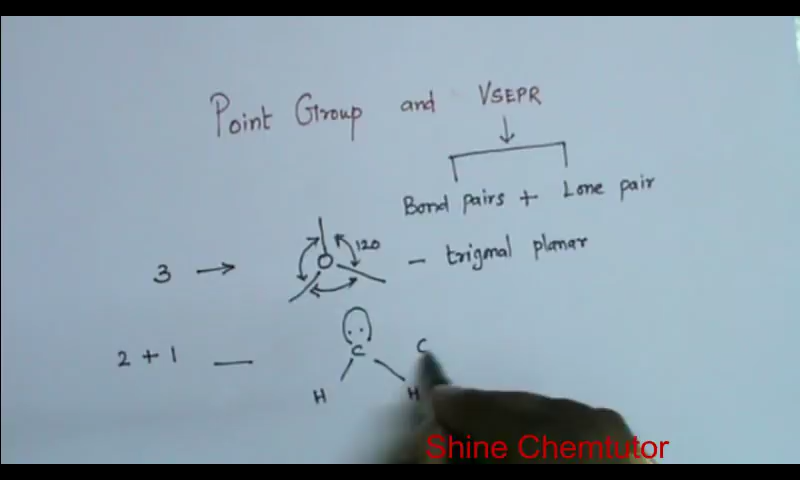 Point Group and VSEPR
Bond pairs + Lone pair
3 → 120 – trigmal planar
2 + 1 — C C
H H
Shine Chemtutor